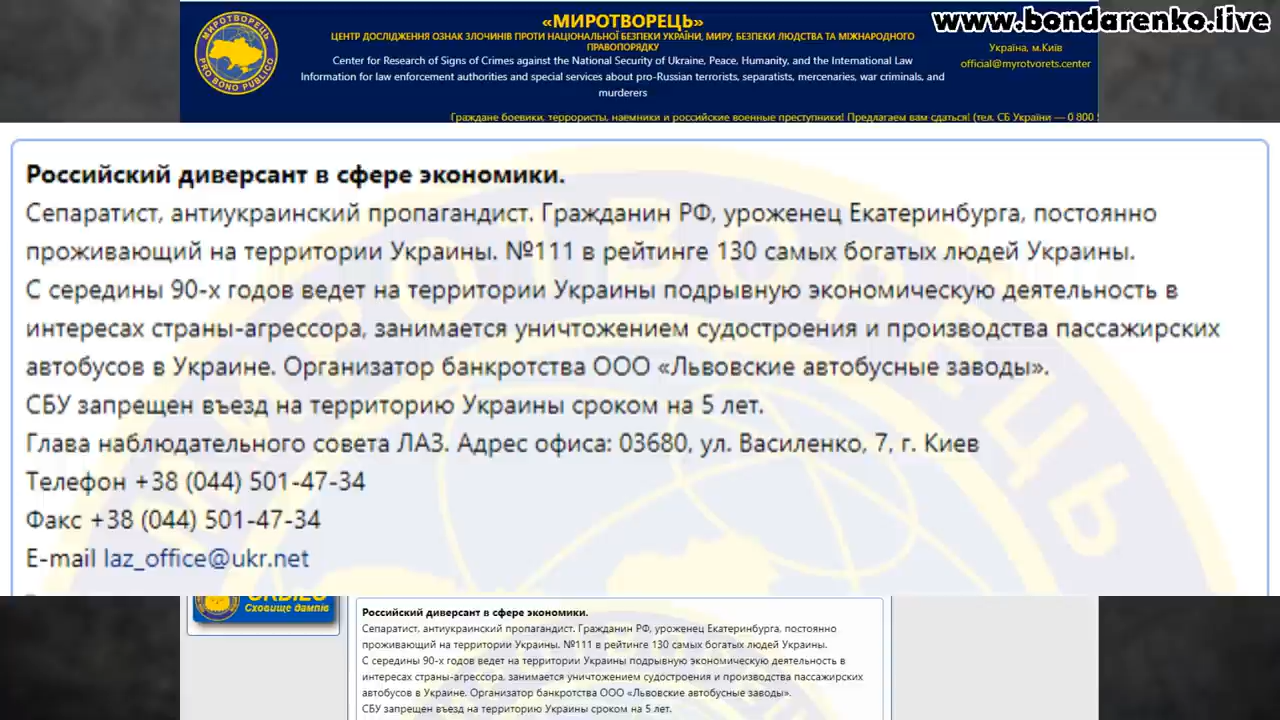 www.bondarenko.live
«МИРОТВОРЕЦЬ»
ЦЕНТР ДОСЛІДЖЕННЯ ОЗНАК ЗЛОЧИНІВ ПРОТИ НАЦІОНАЛЬНОЇ БЕЗПЕКИ УКРАЇНИ, МИРУ, БЕЗПЕКИ ЛЮДСТВА ТА МІЖНАРОДНОГО
ПРАВОПОРЯДКУ
Center for Research of Signs of Crimes against the National Security of Ukraine, Peace, Humanity, and the International Law
Information for law enforcement authorities and special services about pro-Russian terrorists, separatists, mercenaries, war criminals, and
murderers
Україна, м.Київ
official@myrotvorets.center
МИРОТВОРЕЦЬ
PRO BONO PUBLICO
Граждане боевики, террористы, наемники и российские военные преступники! Предлагаем вам сдаться! (тел. СБ України — 0 800
Российский диверсант в сфере экономики.
Сепаратист, антиукраинский пропагандист. Гражданин РФ, уроженец Екатеринбурга, постоянно
проживающий на территории Украины. №111 в рейтинге 130 самых богатых людей Украины.
С середины 90-х годов ведет на территории Украины подрывную экономическую деятельность в
интересах страны-агрессора, занимается уничтожением судостроения и производства пассажирских
автобусов в Украине. Организатор банкротства ООО «Львовские автобусные заводы».
СБУ запрещен въезд на территорию Украины сроком на 5 лет.
Глава наблюдательного совета ЛАЗ. Адрес офиса: 03680, ул. Василенко, 7, г. Киев
Телефон +38 (044) 501-47-34
Факс +38 (044) 501-47-34
E-mail laz_office@ukr.net
Сховище дампів
Российский диверсант в сфере экономики.
Сепаратист, антиукраинский пропагандист. Гражданин РФ, уроженец Екатеринбурга, постоянно
проживающий на территории Украины. №111 в рейтинге 130 самых богатых людей Украины.
С середины 90-х годов ведет на территории Украины подрывную экономическую деятельность в
интересах страны-агрессора, занимается уничтожением судостроения и производства пассажирских
автобусов в Украине. Организатор банкротства ООО «Львовские автобусные заводы».
СБУ запрещен въезд на территорию Украины сроком на 5 лет.